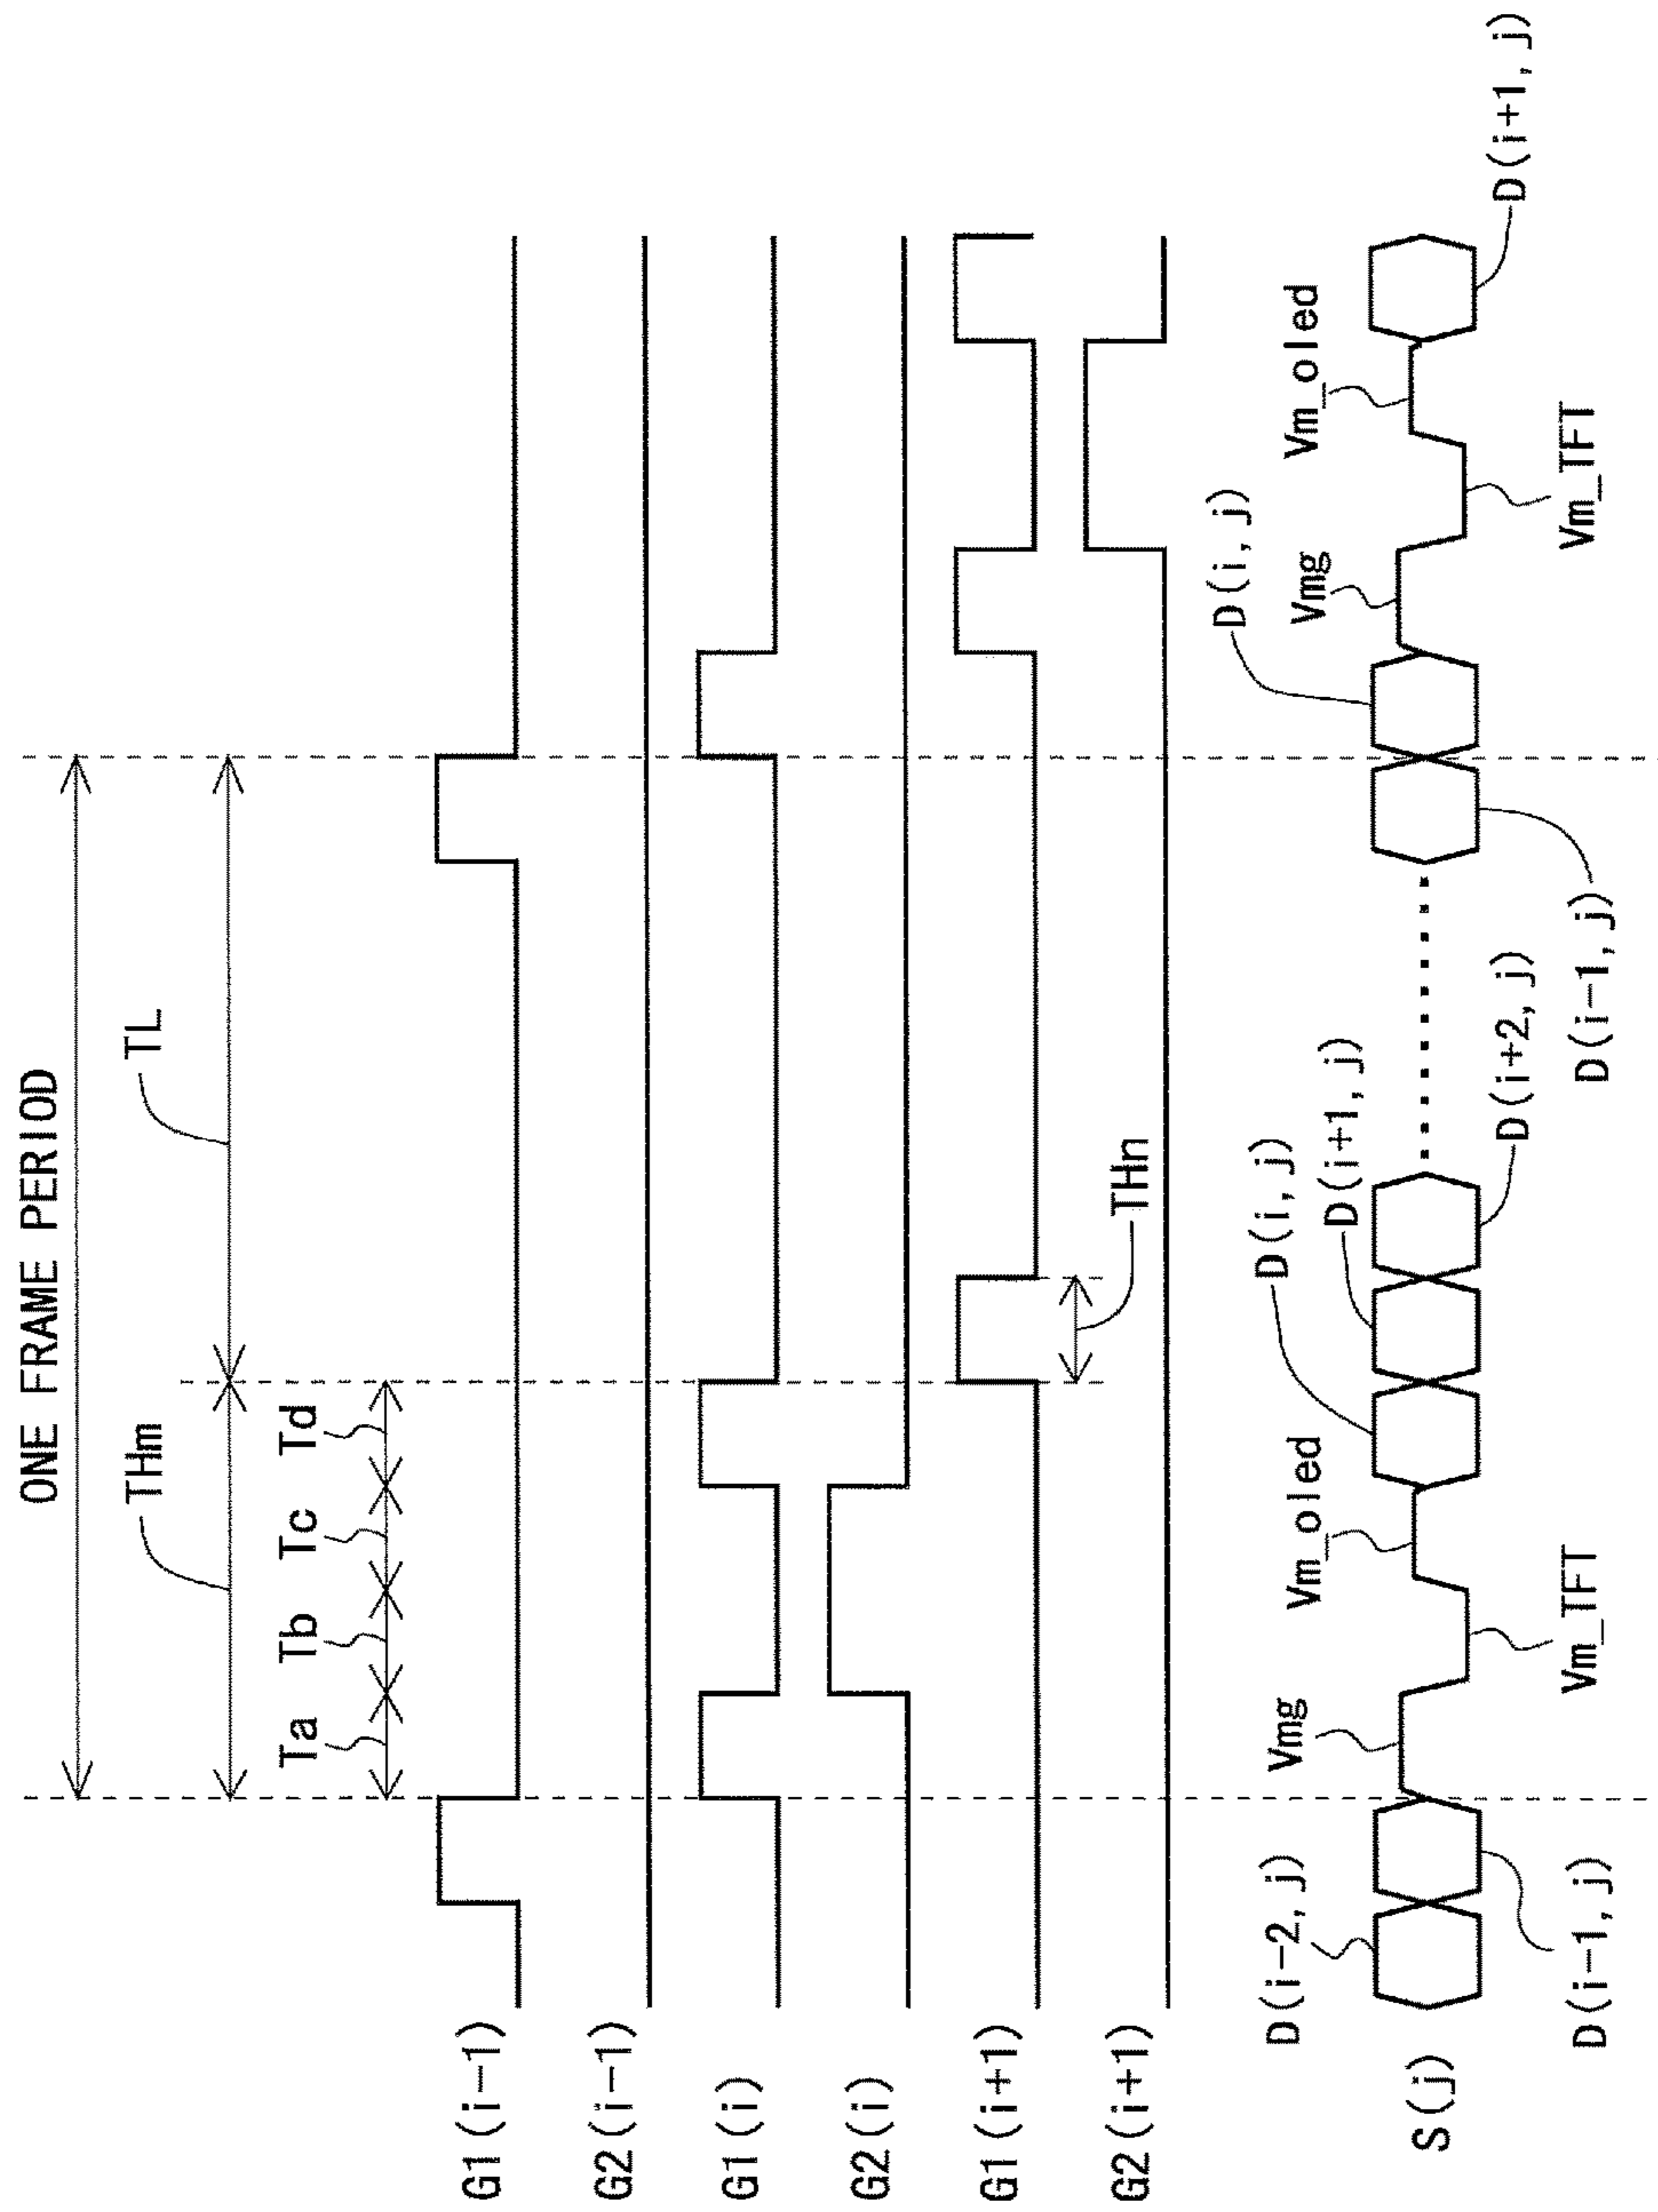 ONE FRAME PERIOD
THm
TL
Ta
Tb
Tc
Td
G1(i-1)
G2(i-1)
G1(i)
G2(i)
G1(i+1)
THn
G2(i+1)
D(i-2, j)
Vmg
Vm_oled
D(i, j)
D(i+1, j)
D(i, j)
Vmg
Vm_oled
S(j)
D(i-1, j)
Vm_TFT
D(i+2, j)
D(i-1, j)
Vm_TFT
D(i+1, j)